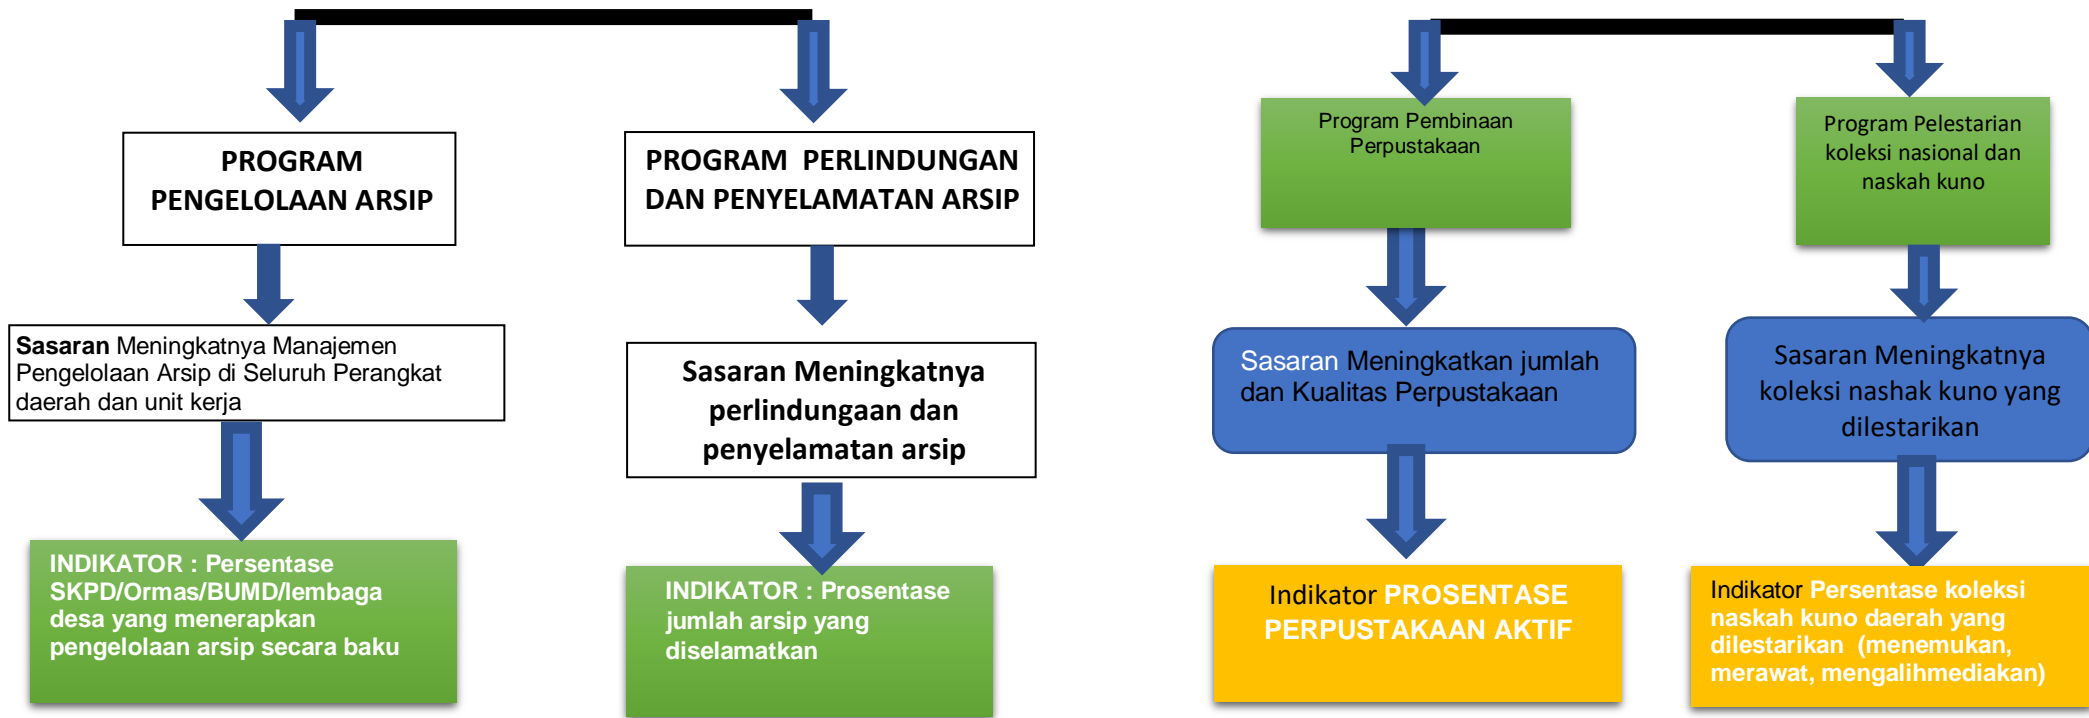 PROGRAM
PENGELOLAAN ARSIP
Sasaran Meningkatnya Manajemen
Pengelolaan Arsip di Seluruh Perangkat
daerah dan unit kerja
INDIKATOR : Persentase
SKPD/Ormas/BUMD/lembaga
desa yang menerapkan
pengelolaan arsip secara baku
PROGRAM PERLINDUNGAN
DAN PENYELAMATAN ARSIP
Sasaran Meningkatnya
perlindungaan dan
penyelamatan arsip
INDIKATOR : Prosentase
jumlah arsip yang
diselamatkan
Program Pembinaan
Perpustakaan
Sasaran Meningkatkan jumlah
dan Kualitas Perpustakaan
Indikator PROSENTASE
PERPUSTAKAAN AKTIF
Program Pelestarian
koleksi nasional dan
naskah kuno
Sasaran Meningkatnya
koleksi nashak kuno yang
dilestarikan
Indikator Persentase koleksi
naskah kuno daerah yang
dilestarikan (menemukan,
merawat, mengalihmediakan)